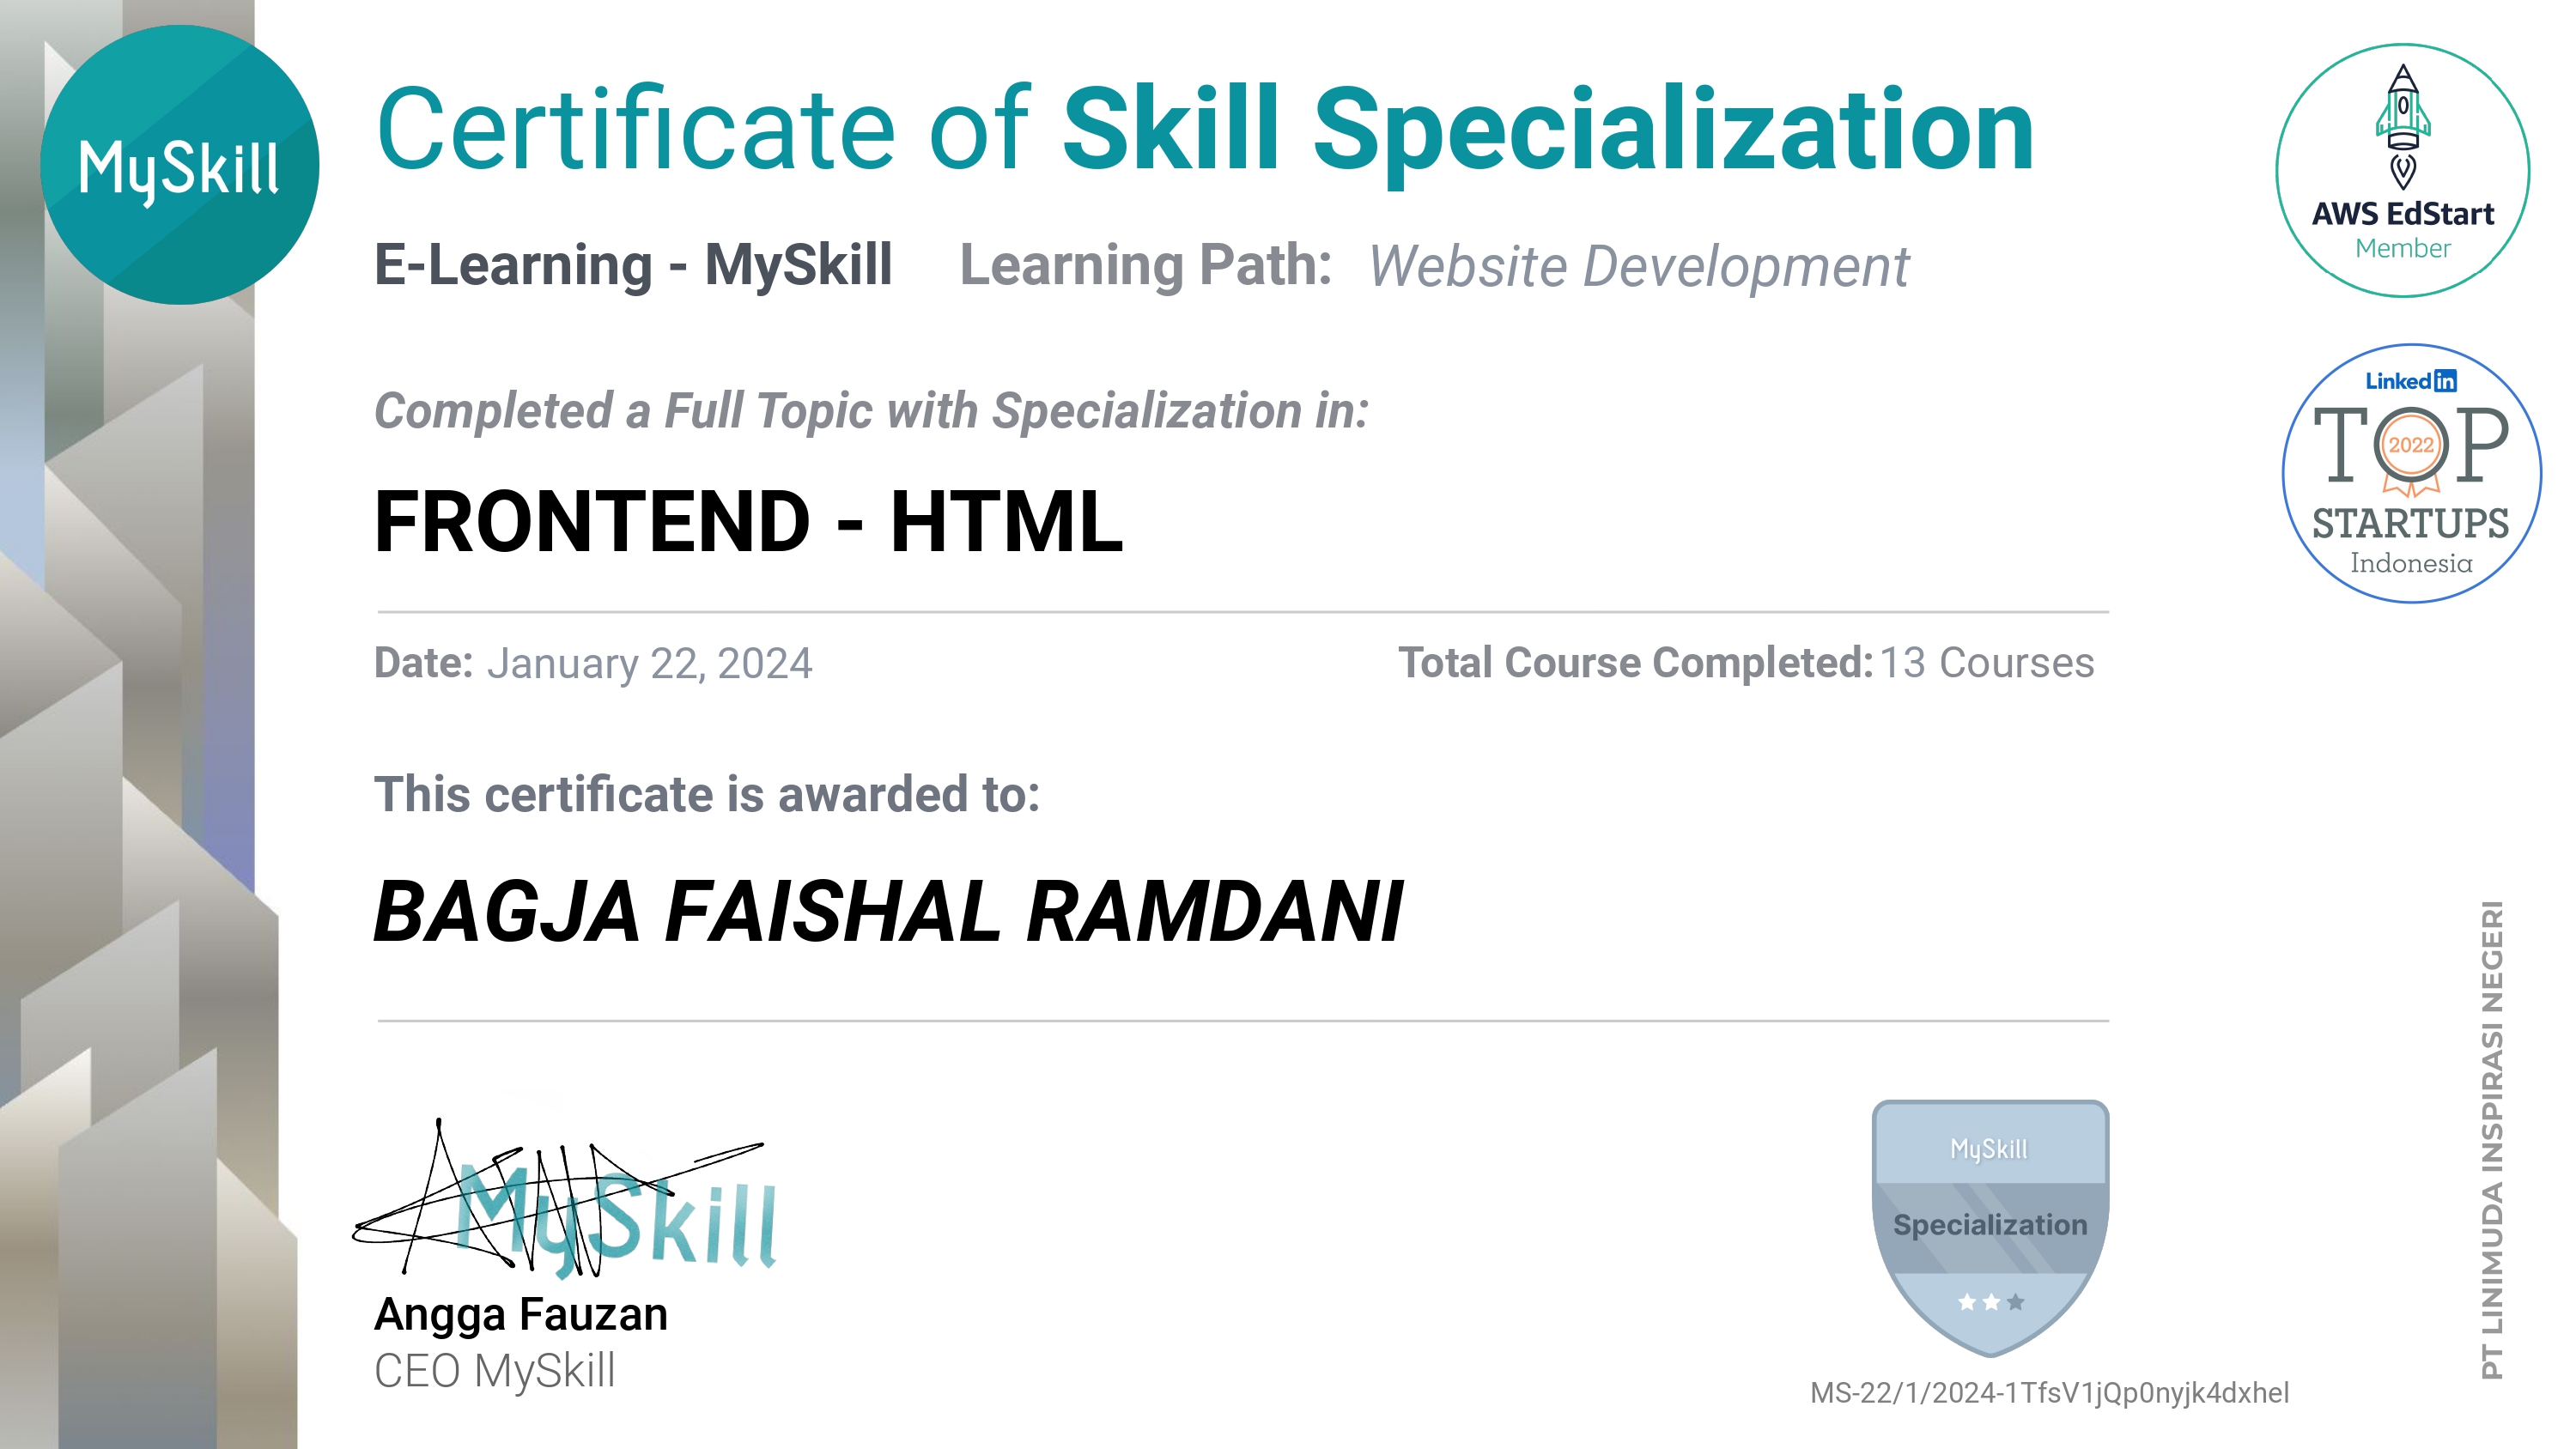 MySkill
Certificate of Skill Specialization
E-Learning - MySkill Learning Path: Website Development
Completed a Full Topic with Specialization in:
FRONTEND - HTML
Date: January 22, 2024 Total Course Completed: 13 Courses
This certificate is awarded to:
BAGJA FAISHAL RAMDANI
MySkill
Angga Fauzan
CEO MySkill
MySkill
Specialization
MS-22/1/2024-1TfsV1jQp0nyjk4dxhel
AWS EdStart
Member
Linked in
TOP
2022
STARTUPS
Indonesia
PT LINIMUDA INSPIRASI NEGERI